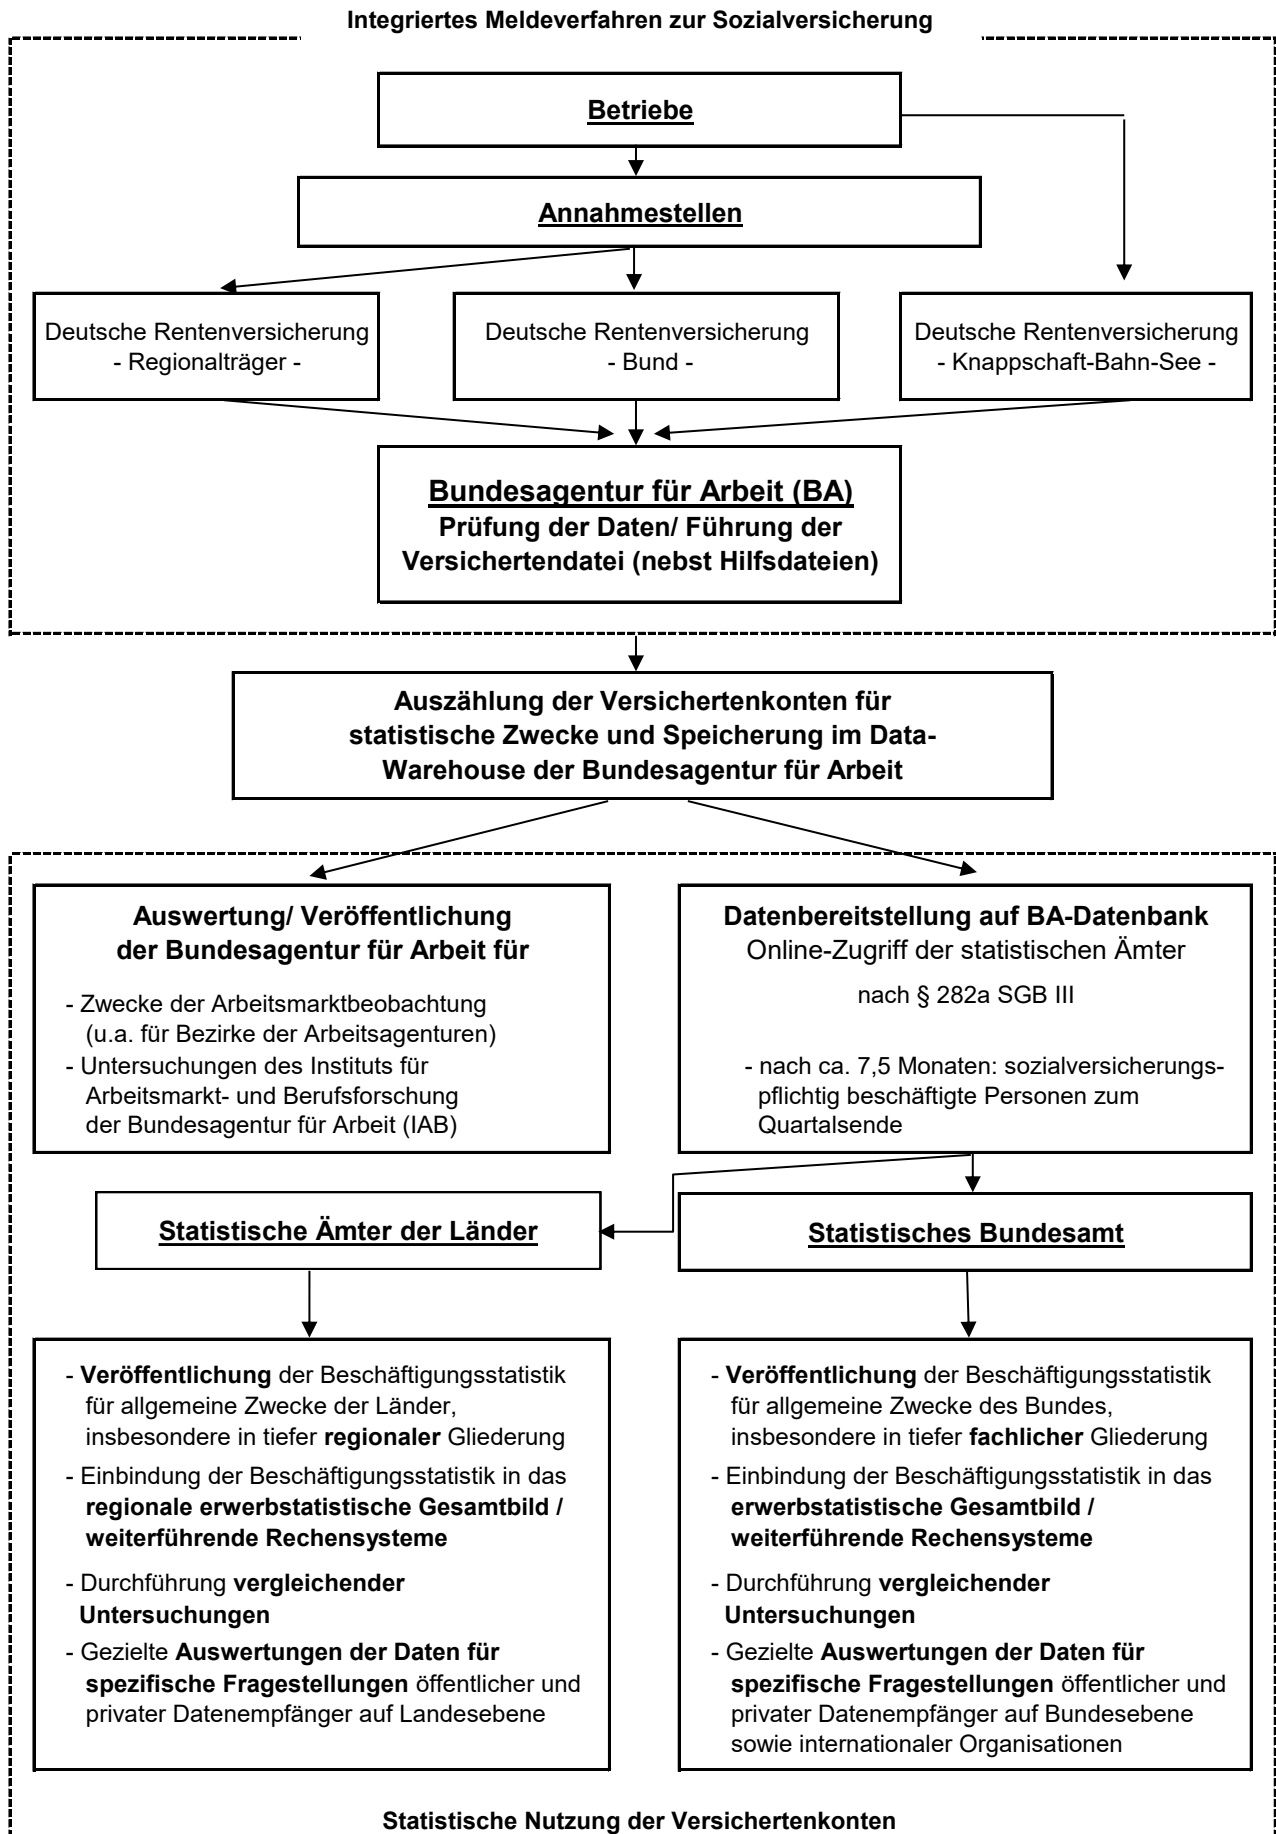 Integriertes Meldeverfahren zur Sozialversicherung
Betriebe
Annahmestellen
Deutsche Rentenversicherung
- Regionalträger -
Deutsche Rentenversicherung
- Bund -
Deutsche Rentenversicherung
- Knappschaft-Bahn-See -
Bundesagentur für Arbeit (BA)
Prüfung der Daten/ Führung der
Versichertendatei (nebst Hilfsdateien)
Auszählung der Versichertenkonten für
statistische Zwecke und Speicherung im Data-
Warehouse der Bundesagentur für Arbeit
Auswertung/ Veröffentlichung
der Bundesagentur für Arbeit für
- Zwecke der Arbeitsmarktbeobachtung
(u.a. für Bezirke der Arbeitsagenturen)
- Untersuchungen des Instituts für
Arbeitsmarkt- und Berufsforschung
der Bundesagentur für Arbeit (IAB)
Datenbereitstellung auf BA-Datenbank
Online-Zugriff der statistischen Ämter
nach § 282a SGB III
- nach ca. 7,5 Monaten: sozialversicherungs-
pflichtig beschäftigte Personen zum
Quartalsende
Statistische Ämter der Länder
Statistisches Bundesamt
- Veröffentlichung der Beschäftigungsstatistik
für allgemeine Zwecke der Länder,
insbesondere in tiefer regionaler Gliederung
- Einbindung der Beschäftigungsstatistik in das
regionale erwerbstatistische Gesamtbild /
weiterführende Rechensysteme
- Durchführung vergleichender
Untersuchungen
- Gezielte Auswertungen der Daten für
spezifische Fragestellungen öffentlicher und
privater Datenempfänger auf Landesebene
- Veröffentlichung der Beschäftigungsstatistik
für allgemeine Zwecke des Bundes,
insbesondere in tiefer fachlicher Gliederung
- Einbindung der Beschäftigungsstatistik in das
erwerbstatistische Gesamtbild /
weiterführende Rechensysteme
- Durchführung vergleichender
Untersuchungen
- Gezielte Auswertungen der Daten für
spezifische Fragestellungen öffentlicher und
privater Datenempfänger auf Bundesebene
sowie internationaler Organisationen
Statistische Nutzung der Versichertenkonten